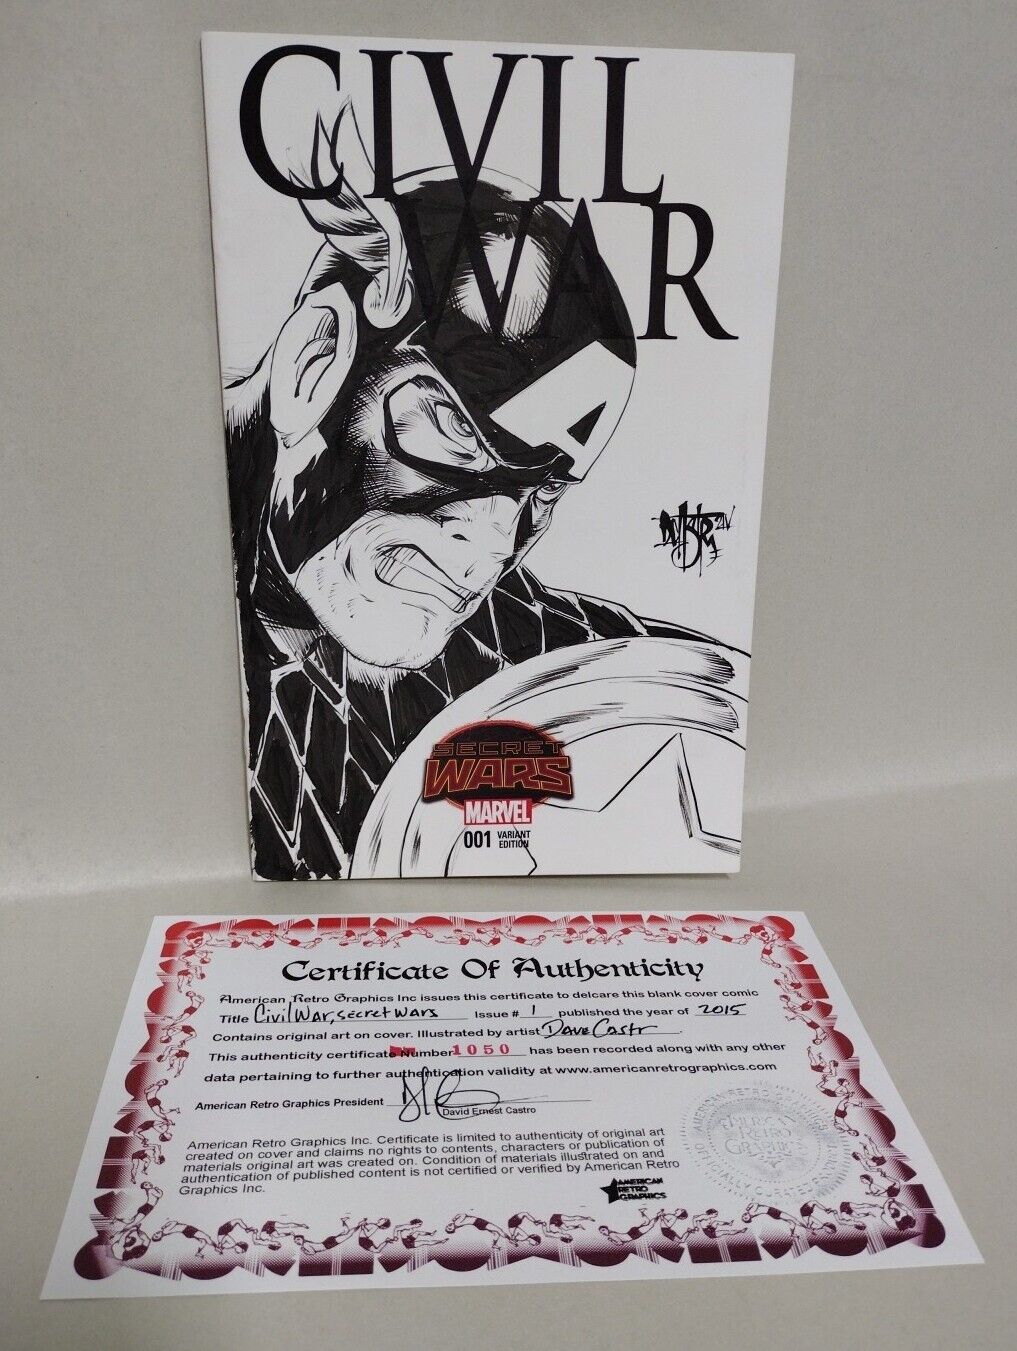 CIVIL
WAR
SECRET
WARS
MARVEL
001 VARIANT
EDITION
Certificate Of Authenticity
American Retro Graphics Inc issues this certificate to delcare this blank cover comic
Title Civil War, Secret Wars Issue # 1 published the year of 2015
Contains original art on cover. Illustrated by artist Dave Castr
This authenticity certificate Number 1050 has been recorded along with any other
data pertaining to further authentication validity at www.americanretrographics.com
American Retro Graphics President
David Ernest Castro
American Retro Graphics Inc. Certificate is limited to authenticity of original art
created on cover and claims no rights to contents, characters or publication of
materials original art was created on. Condition of materials illustrated on and
authentication of published content is not certified or verified by American Retro
Graphics Inc.
AMERICAN
RETRO
GRAPHICS
AMERICAN
RETRO
GRAPHICS